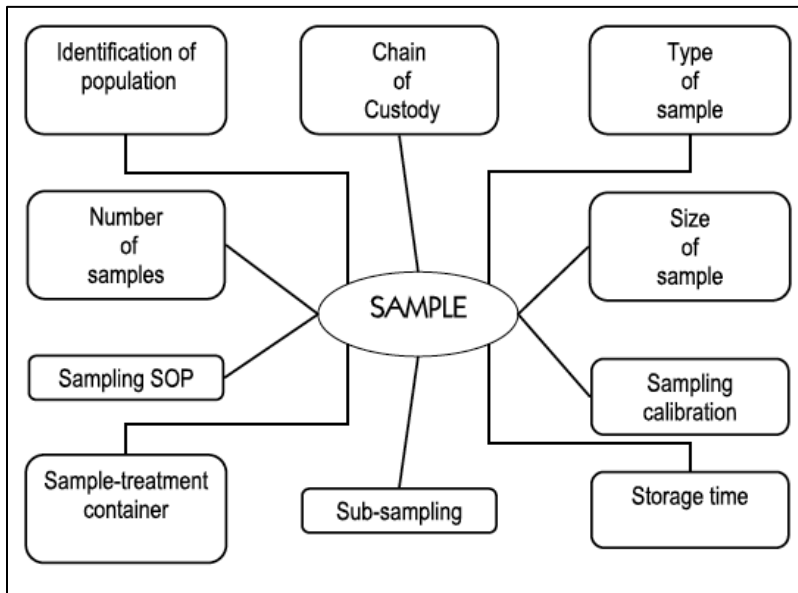 Identification of
population
Chain
of
Custody
Type
of
sample
Number
of
samples
Size
of
sample
SAMPLE
Sampling SOP
Sampling
calibration
Sample-treatment
container
Sub-sampling
Storage time